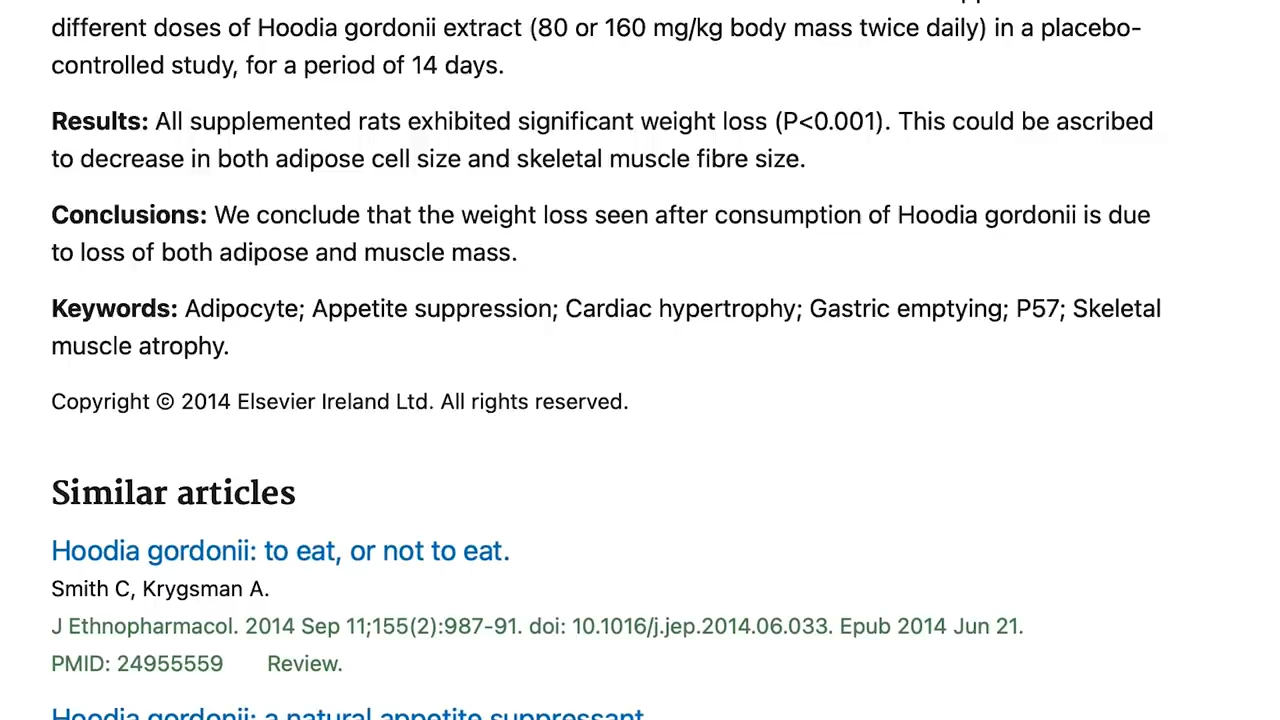 different doses of Hoodia gordonii extract (80 or 160 mg/kg body mass twice daily) in a placebo-
controlled study, for a period of 14 days.
Results: All supplemented rats exhibited significant weight loss (P<0.001). This could be ascribed
to decrease in both adipose cell size and skeletal muscle fibre size.
Conclusions: We conclude that the weight loss seen after consumption of Hoodia gordonii is due
to loss of both adipose and muscle mass.
Keywords: Adipocyte; Appetite suppression; Cardiac hypertrophy; Gastric emptying; P57; Skeletal
muscle atrophy.
Copyright © 2014 Elsevier Ireland Ltd. All rights reserved.
Similar articles
Hoodia gordonii: to eat, or not to eat.
Smith C, Krygsman A.
J Ethnopharmacol. 2014 Sep 11;155(2):987-91. doi: 10.1016/j.jep.2014.06.033. Epub 2014 Jun 21.
PMID: 24955559 Review.
Hoodia gordonii: a natural appetite suppressant